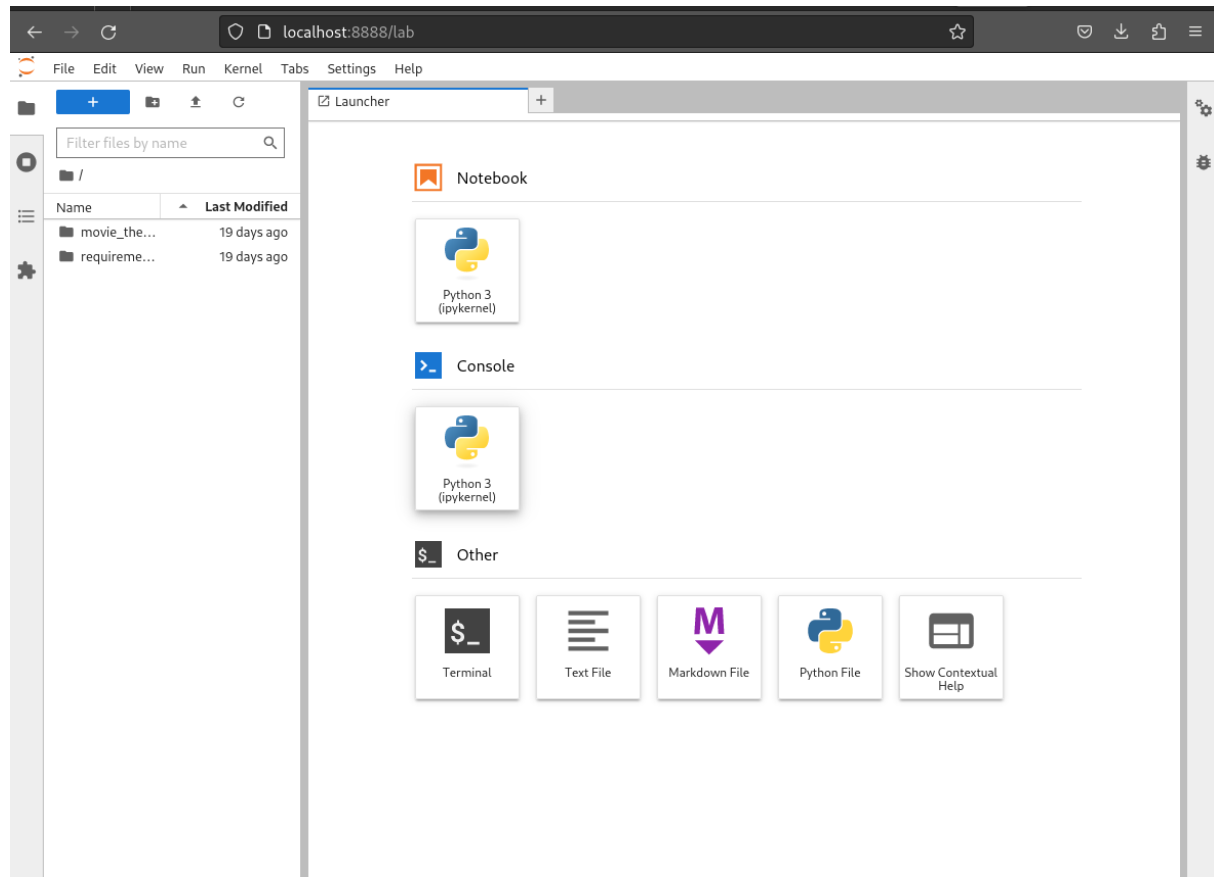 localhost:8888/lab
File Edit View Run Kernel Tabs Settings Help
+
Launcher
+
Filter files by name
/
Name Last Modified
movie_the... 19 days ago
requireme... 19 days ago
Notebook
Python 3
(ipykernel)
>_ Console
Python 3
(ipykernel)
$_ Other
$_
M
Terminal
Text File
Markdown File
Python File
Show Contextual
Help